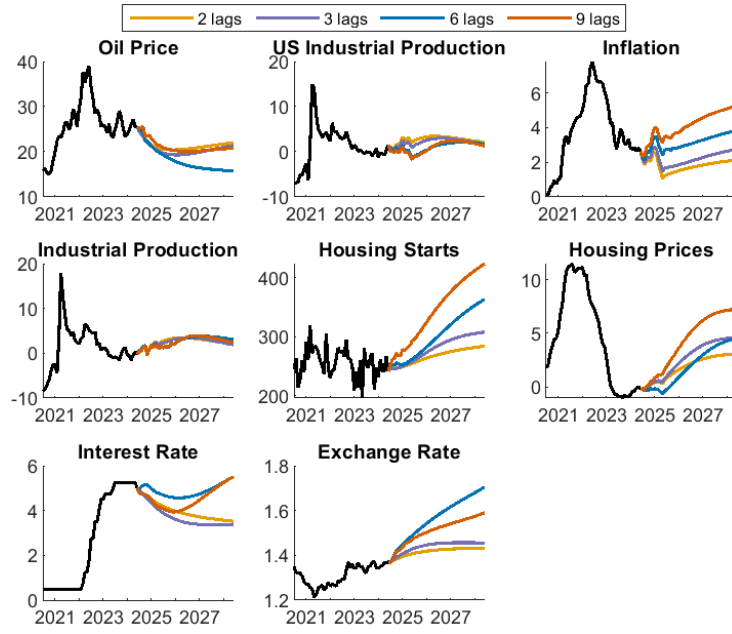 2 lags 3 lags 6 lags 9 lags
Oil Price US Industrial Production Inflation
40 20
30 10 6
20 0 4
10 -10 2
0
2021 2023 2025 2027 2021 2023 2025 2027 2021 2023 2025 2027
Industrial Production Housing Starts Housing Prices
20 400 10
10 300 5
0 200 0
-10
2021 2023 2025 2027 2021 2023 2025 2027 2021 2023 2025 2027
Interest Rate Exchange Rate
6 1.8
4 1.6
2 1.4
0 1.2
2021 2023 2025 2027 2021 2023 2025 2027